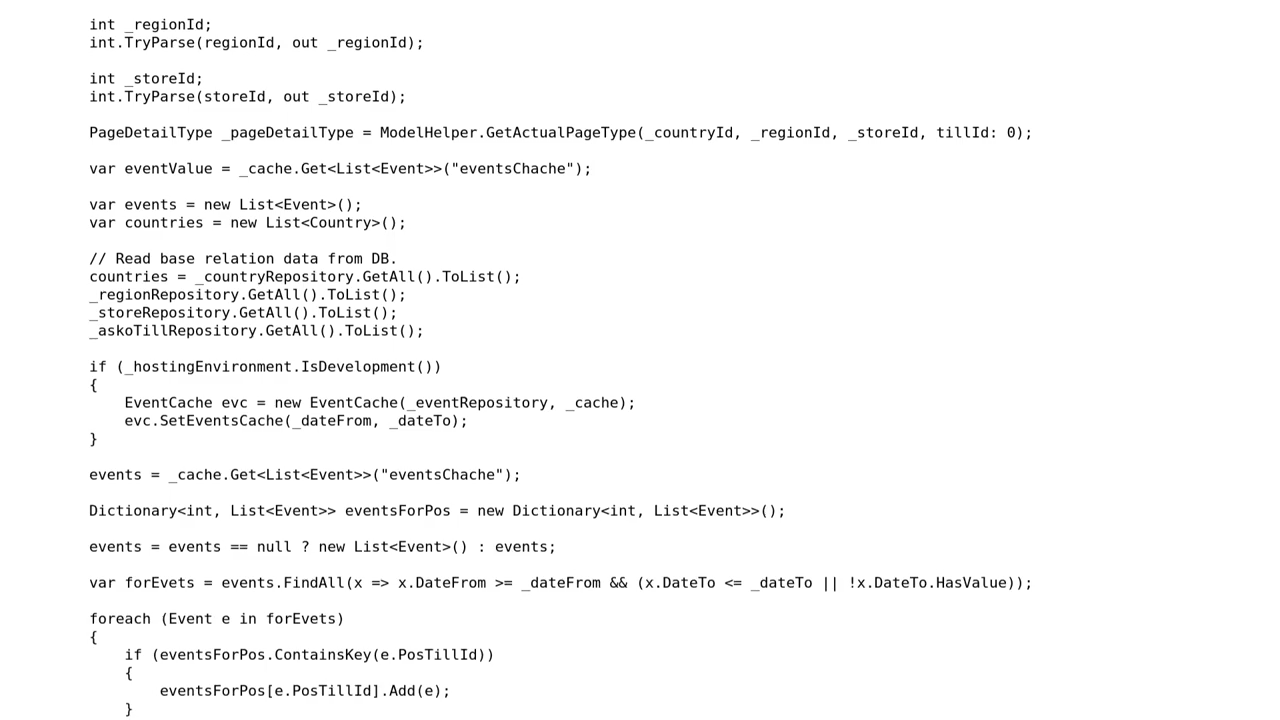 int _regionId;
int.TryParse(regionId, out _regionId);
int _storeId;
int.TryParse(storeId, out _storeId);
PageDetailType _pageDetailType = ModelHelper.GetActualPageType(_countryId, _regionId, _storeId, tillId: 0);
var eventValue = _cache.Get<List<Event>>("eventsChache");
var events = new List<Event>();
var countries = new List<Country>();
// Read base relation data from DB.
countries = _countryRepository.GetAll().ToList();
_regionRepository.GetAll().ToList();
_storeRepository.GetAll().ToList();
_askoTillRepository.GetAll().ToList();
if (_hostingEnvironment.IsDevelopment())
{
    EventCache evc = new EventCache(_eventRepository, _cache);
    evc.SetEventsCache(_dateFrom, _dateTo);
}
events = _cache.Get<List<Event>>("eventsChache");
Dictionary<int, List<Event>> eventsForPos = new Dictionary<int, List<Event>>();
events = events == null ? new List<Event>() : events;
var forEvets = events.FindAll(x => x.DateFrom >= _dateFrom && (x.DateTo <= _dateTo || !x.DateTo.HasValue));
foreach (Event e in forEvets)
{
    if (eventsForPos.ContainsKey(e.PosTillId))
    {
        eventsForPos[e.PosTillId].Add(e);
    }